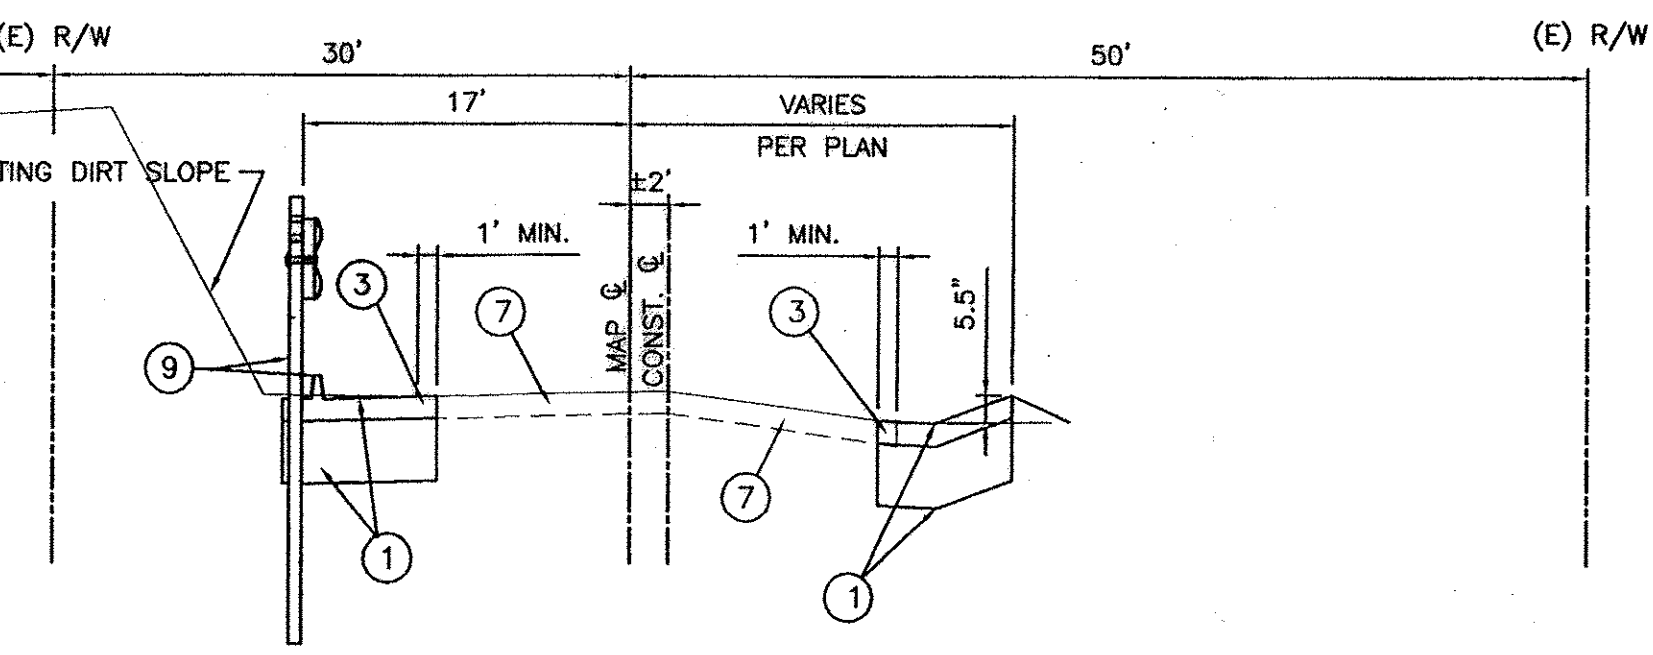 (E) R/W
30'
50'
(E) R/W
17'
VARIES
PER PLAN
TING DIRT SLOPE
±2'
1' MIN.
1' MIN.
3
7
MAP ℄
CONST. ℄
3
5.5"
9
7
1
1